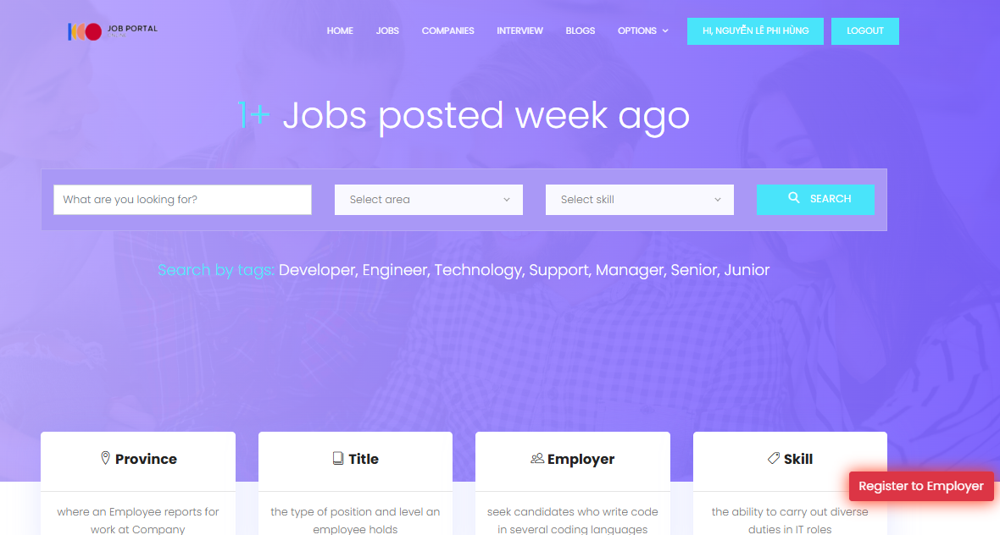 JOB PORTAL
ONLINE
HOME
JOBS
COMPANIES
INTERVIEW
BLOGS
OPTIONS
HI, NGUYỄN LÊ PHI HÙNG
LOGOUT
1+ Jobs posted week ago
What are you looking for?
Select area
Select skill
SEARCH
Search by tags: Developer, Engineer, Technology, Support, Manager, Senior, Junior
Province
where an Employee reports for
work at Company
Title
the type of position and level an
employee holds
Employer
seek candidates who write code
in several coding languages
Skill
the ability to carry out diverse
duties in IT roles
Register to Employer